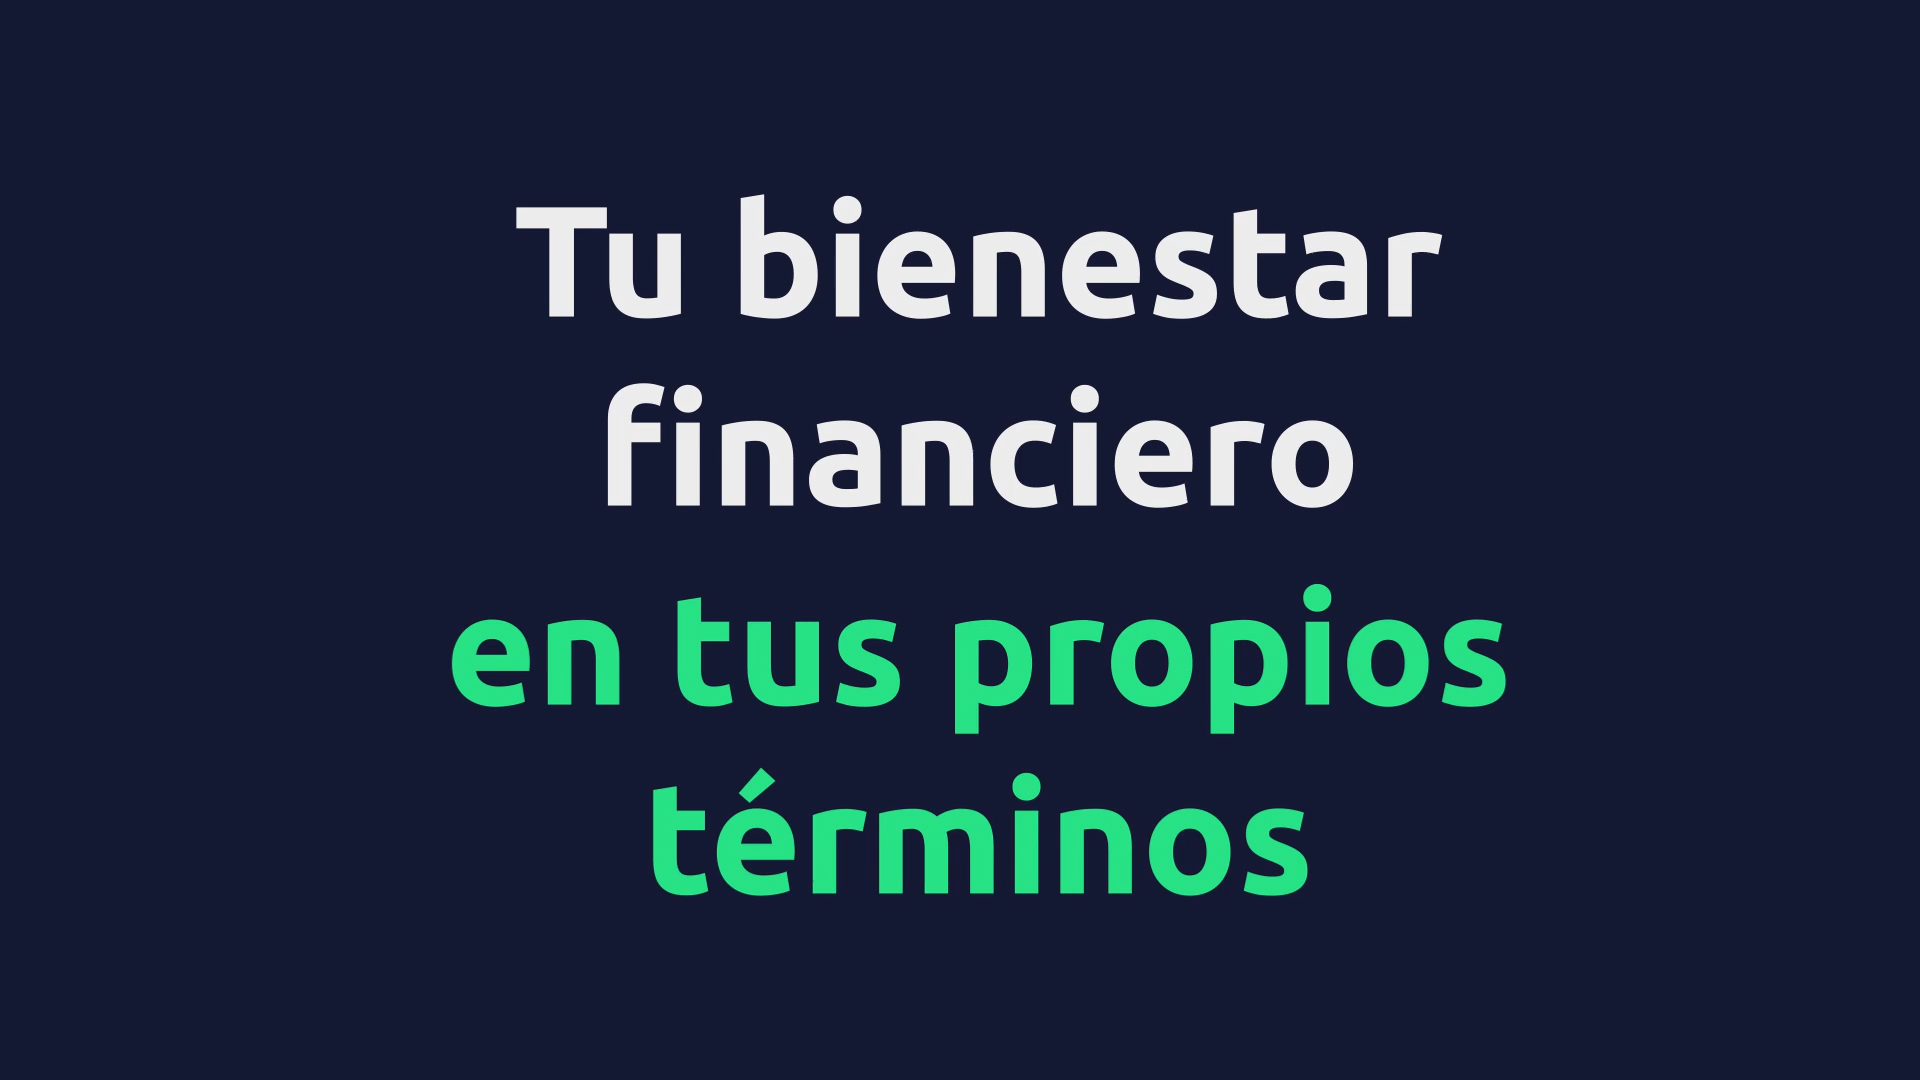 Tu bienestar
financiero
en tus propios
términos